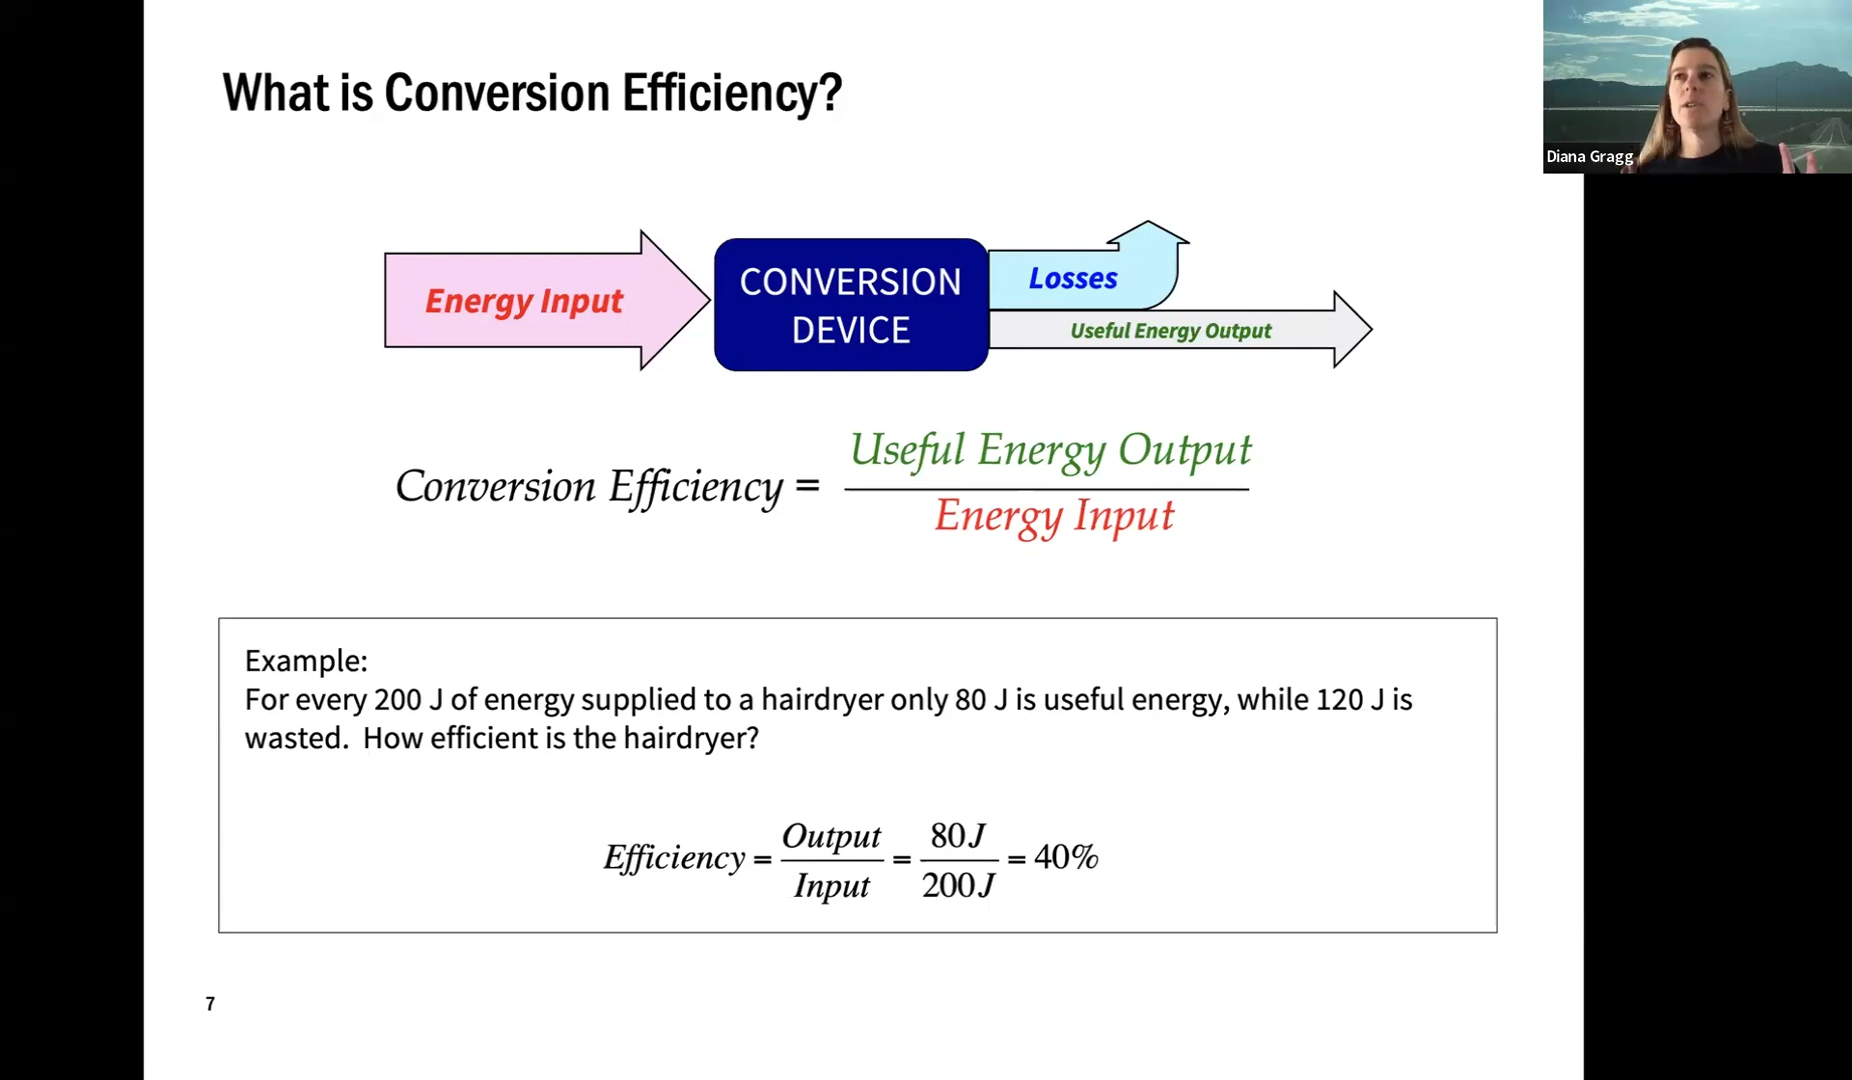 What is Conversion Efficiency?
Diana Gragg
Energy Input
CONVERSION
DEVICE
Losses
Useful Energy Output
Conversion Efficiency = Useful Energy Output / Energy Input
Example:
For every 200 J of energy supplied to a hairdryer only 80 J is useful energy, while 120 J is
wasted.  How efficient is the hairdryer?
Efficiency = Output / Input = 80J / 200J = 40%
7